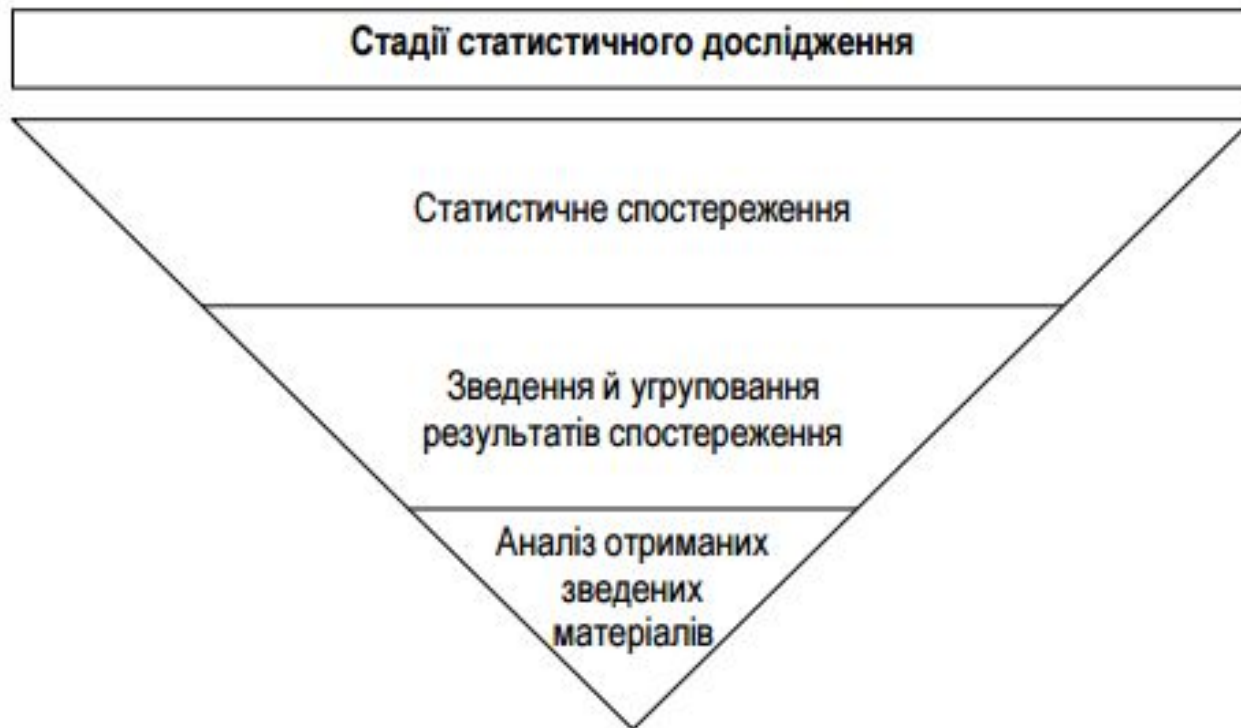 Стадії статистичного дослідження
Статистичне спостереження
Зведення й угруповання
результатів спостереження
Аналіз отриманих
зведених
матеріалів